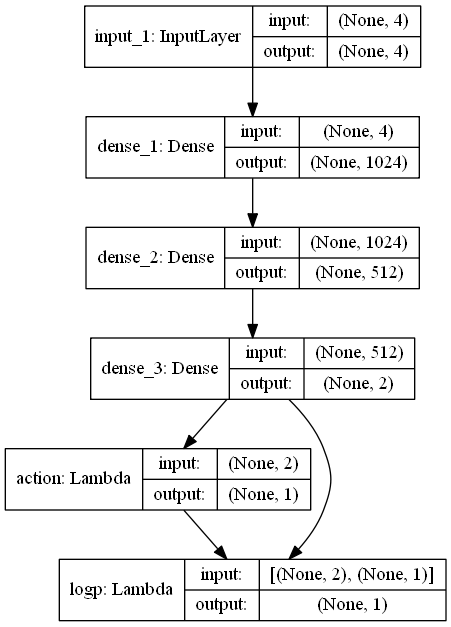 input_1: InputLayer
input: (None, 4)
output: (None, 4)
dense_1: Dense
input: (None, 4)
output: (None, 1024)
dense_2: Dense
input: (None, 1024)
output: (None, 512)
dense_3: Dense
input: (None, 512)
output: (None, 2)
action: Lambda
input: (None, 2)
output: (None, 1)
logp: Lambda
input: [(None, 2), (None, 1)]
output: (None, 1)